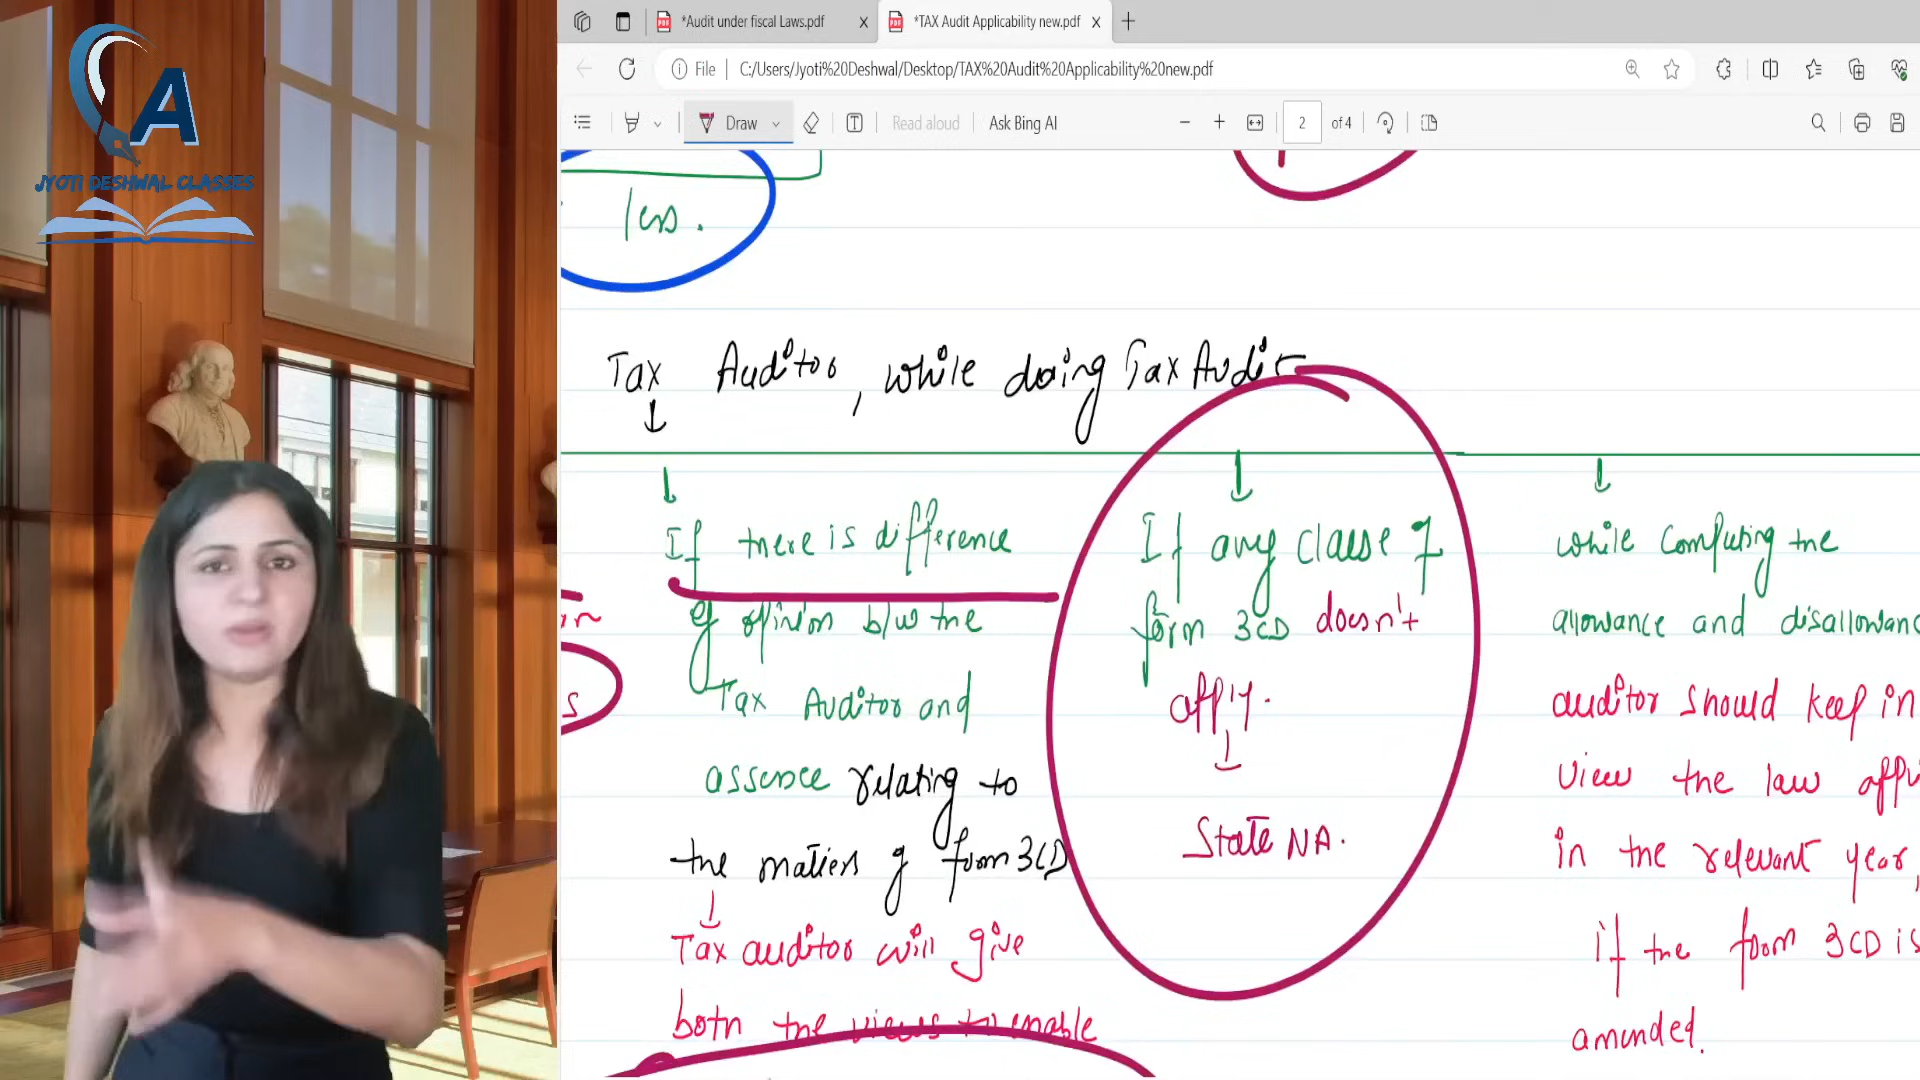 *Audit under fiscal Laws.pdf
*TAX Audit Applicability new.pdf
File
C:/Users/Jyoti%20Deshwal/Desktop/TAX%20Audit%20Applicability%20new.pdf
Draw
Read aloud
Ask Bing AI
2
of 4
A
JYOTI DESHWAL CLASSES
less.
Tax Auditor, while doing Tax Audit
If there is difference
of opinion b/w the
Tax Auditor and
assessee relating to
the matters of form 3CD
Tax auditor will give
both the views to enable
If any clause of
form 3CD doesn't
apply.
State NA.
while computing the
allowance and disallowanc
auditor should keep in
view the law
in the relevant year,
if the form 3CD is
amended.